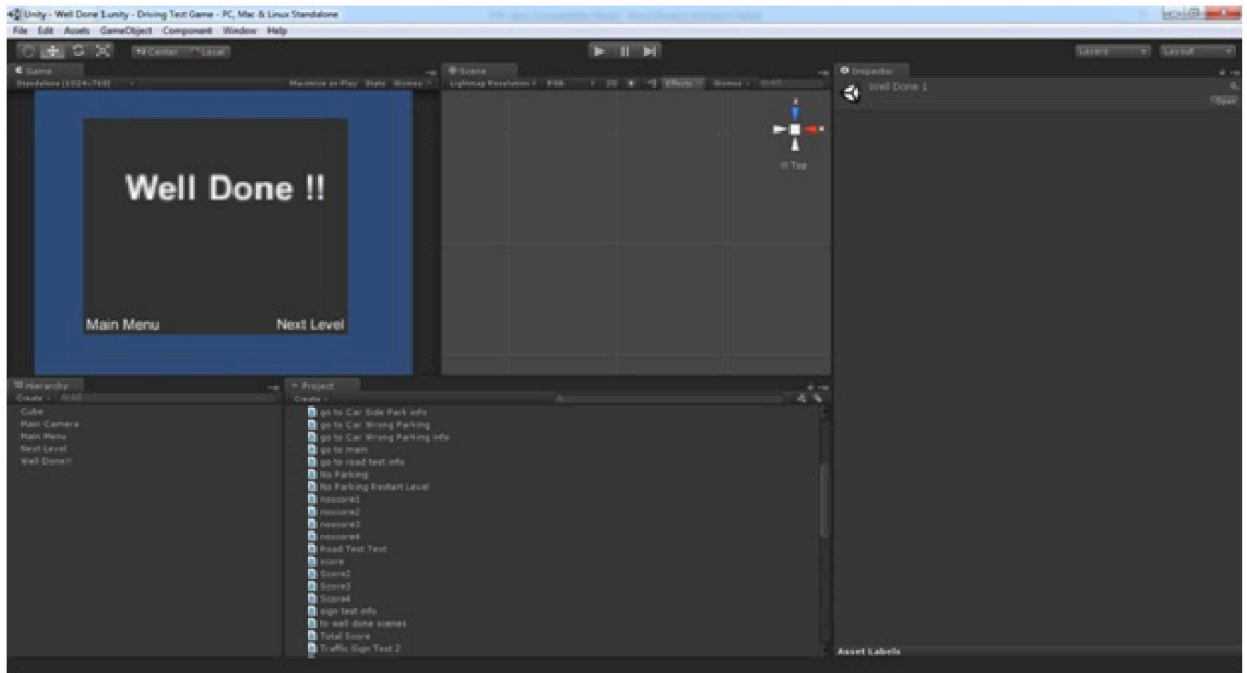 Unity - Well Done 1.unity - Driving Test Game - PC, Mac & Linux Standalone
File Edit Assets GameObject Component Window Help
Center Local
Layers
Layout
Game
Standalone (1024x768)
Maximize on Play Stats Gizmos
Scene
Lightmap Resolution RGB 2D Effects Gizmos
Well Done !!
Main Menu
Next Level
z
x
Top
Inspector
Well Done 1
Open
Hierarchy
Create
Cube
Main Camera
Main Menu
Next Level
Well Done!!
Project
Create
go to Car Side Park info
go to Car Wrong Parking
go to Car Wrong Parking info
go to main
go to road test info
No Parking
No Parking Restart Level
noscore1
noscore2
noscore3
noscore4
Road Test Test
score
Score2
Score3
Score4
sign test info
to well done scenes
Total Score
Traffic Sign Test 2
Asset Labels